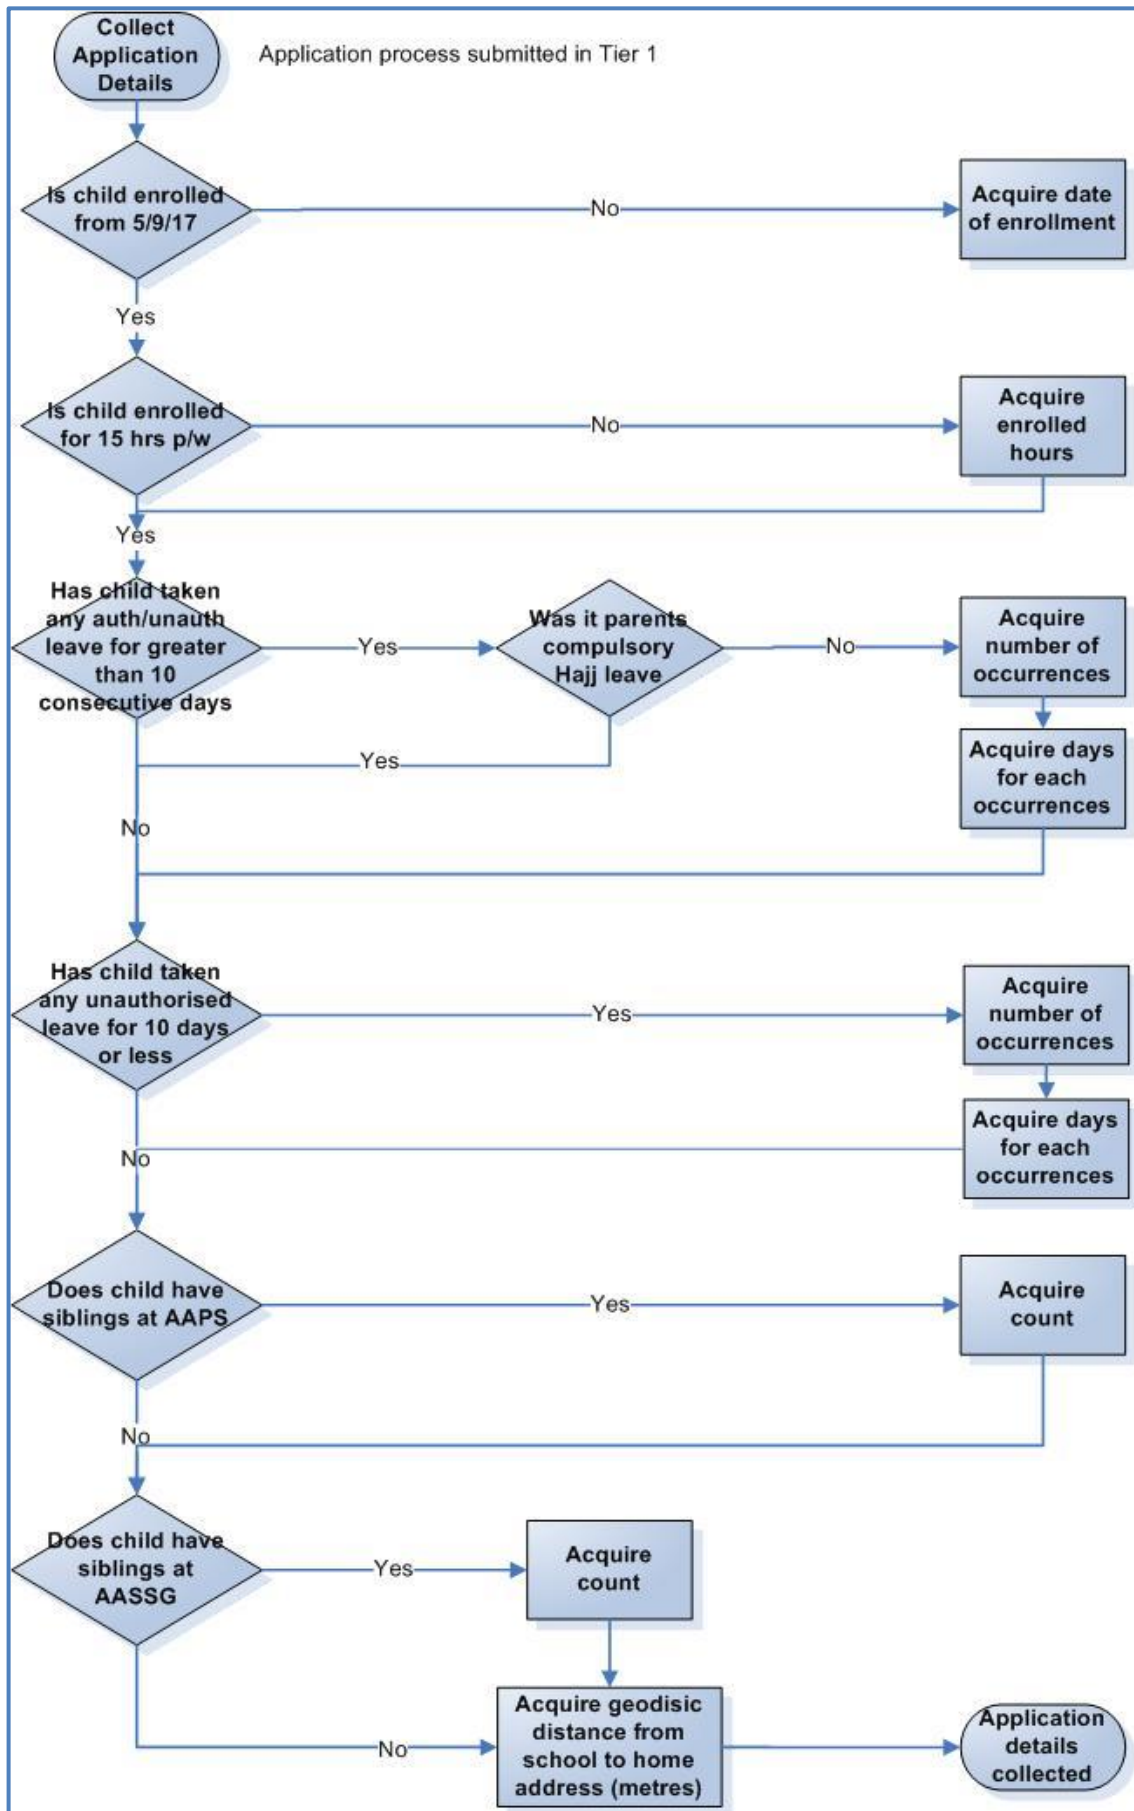 Collect
Application
Details
Application process submitted in Tier 1
Is child enrolled
from 5/9/17
No
Acquire date
of enrollment
Yes
Is child enrolled
for 15 hrs p/w
No
Acquire
enrolled
hours
Yes
Has child taken
any auth/unauth
leave for greater
than 10
consecutive days
Yes
Was it parents
compulsory
Hajj leave
No
Acquire
number of
occurrences
Yes
Acquire days
for each
occurrences
No
Has child taken
any unauthorised
leave for 10 days
or less
Yes
Acquire
number of
occurrences
No
Acquire days
for each
occurrences
Does child have
siblings at AAPS
Yes
Acquire
count
No
Does child have
siblings at
AASSG
Yes
Acquire
count
No
Acquire geodisic
distance from
school to home
address (metres)
Application
details
collected